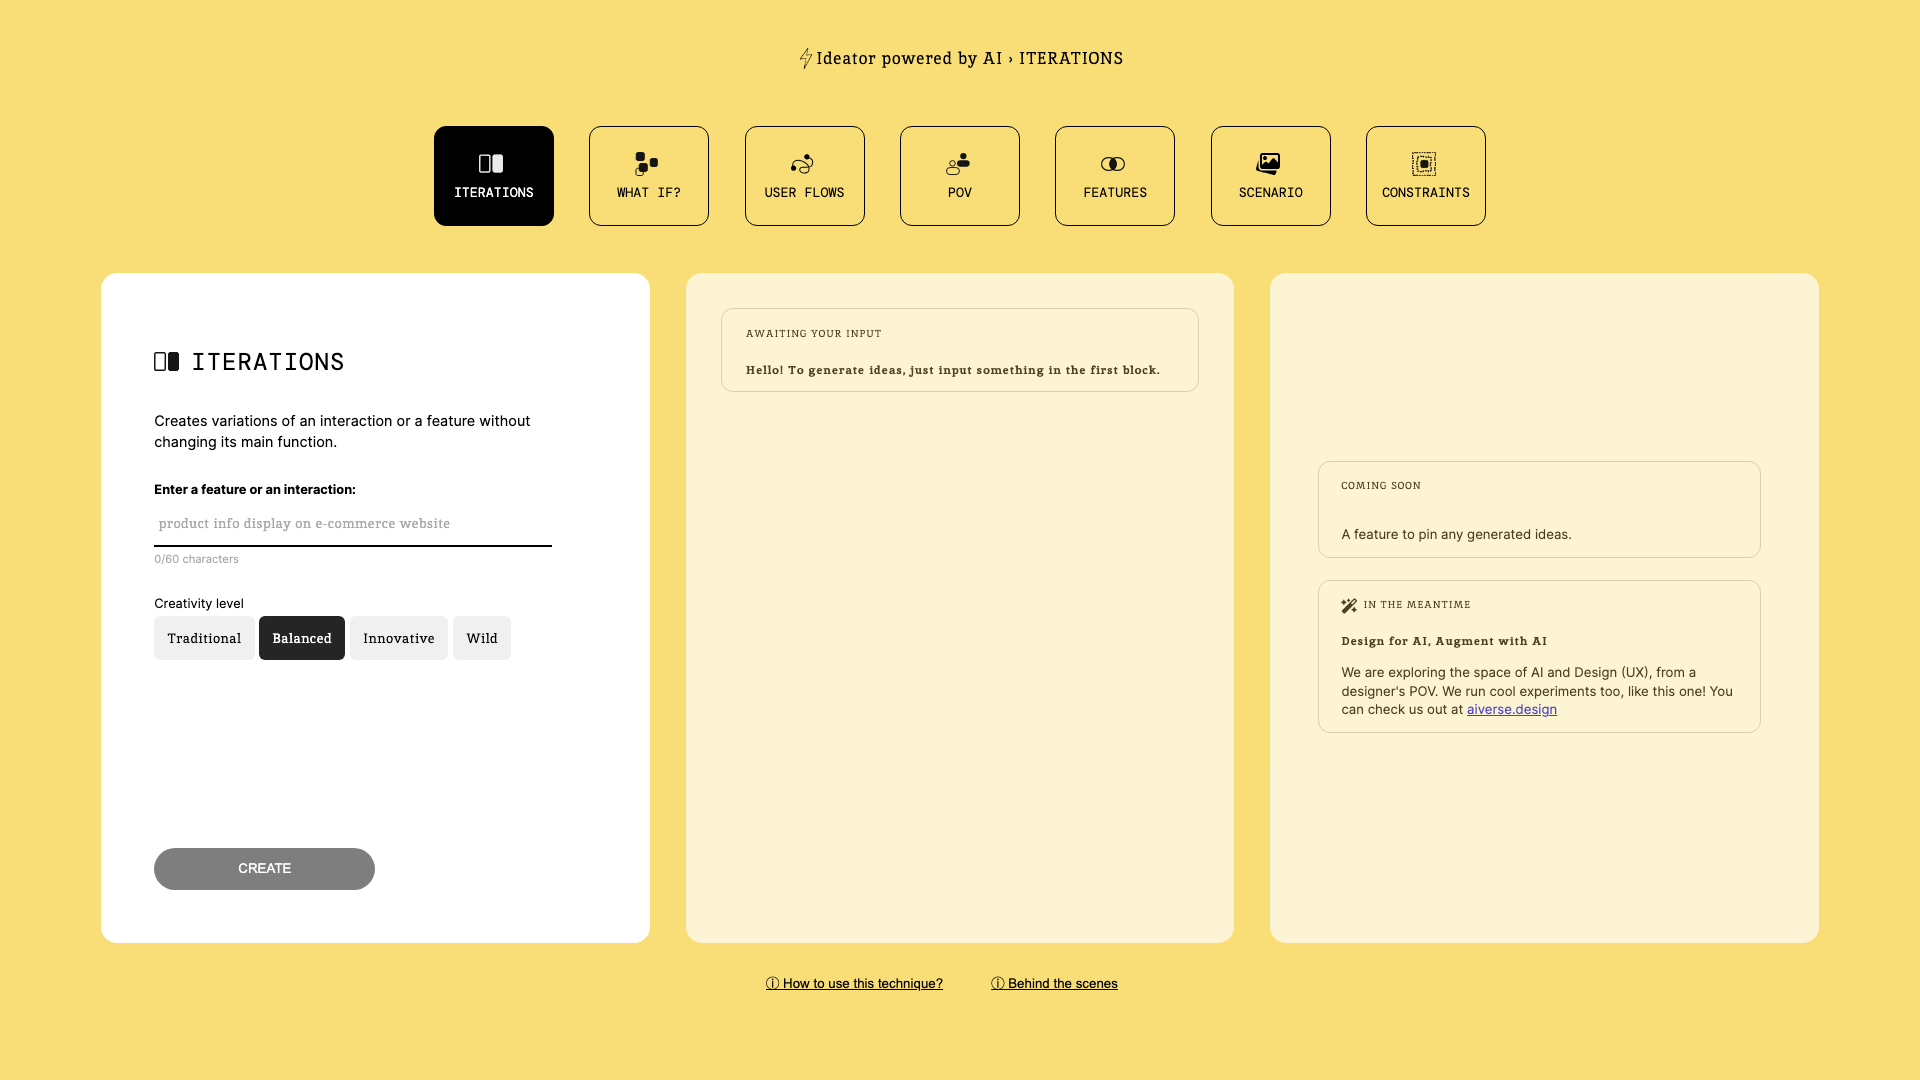 Ideator powered by AI › ITERATIONS
ITERATIONS
WHAT IF?
USER FLOWS
POV
FEATURES
SCENARIO
CONSTRAINTS
ITERATIONS
Creates variations of an interaction or a feature without
changing its main function.
Enter a feature or an interaction:
product info display on e-commerce website
0/60 characters
Creativity level
Traditional
Balanced
Innovative
Wild
CREATE
AWAITING YOUR INPUT
Hello! To generate ideas, just input something in the first block.
COMING SOON
A feature to pin any generated ideas.
IN THE MEANTIME
Design for AI, Augment with AI
We are exploring the space of AI and Design (UX), from a
designer's POV. We run cool experiments too, like this one! You
can check us out at aiverse.design
ⓘ How to use this technique?
ⓘ Behind the scenes